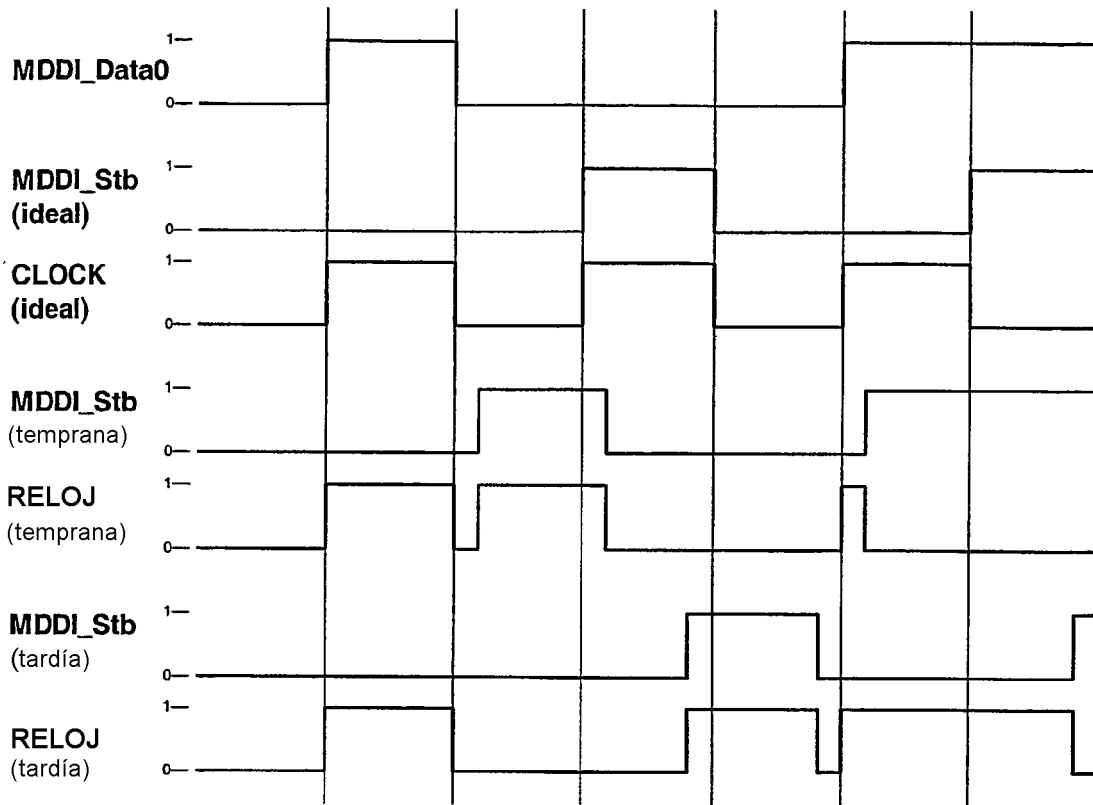 1—
MDDI_Data0
0—
1—
MDDI_Stb
(ideal)
0—
1—
CLOCK
(ideal)
0—
1—
MDDI_Stb
(temprana)
0—
1—
RELOJ
(temprana)
0—
1—
MDDI_Stb
(tardía)
0—
1—
RELOJ
(tardía)
0—